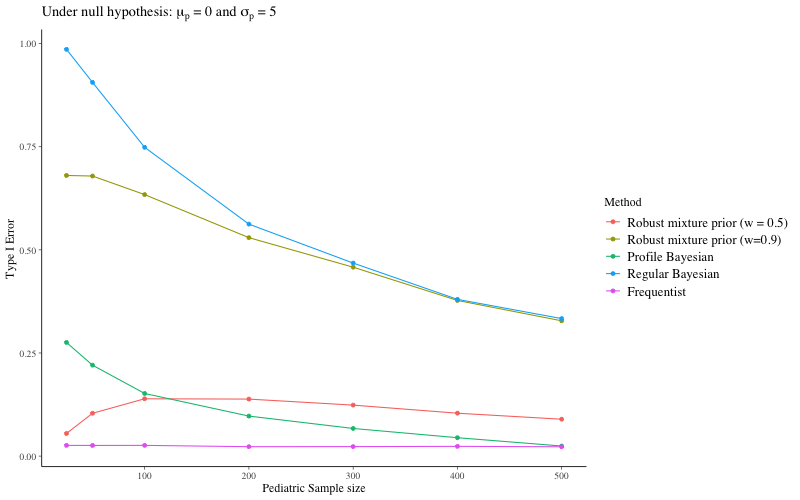 Under null hypothesis: μp = 0 and σp = 5
1.00
0.75
0.50
0.25
0.00
Type I Error
100
200
300
400
500
Pediatric Sample size
Method
Robust mixture prior (w = 0.5)
Robust mixture prior (w=0.9)
Profile Bayesian
Regular Bayesian
Frequentist